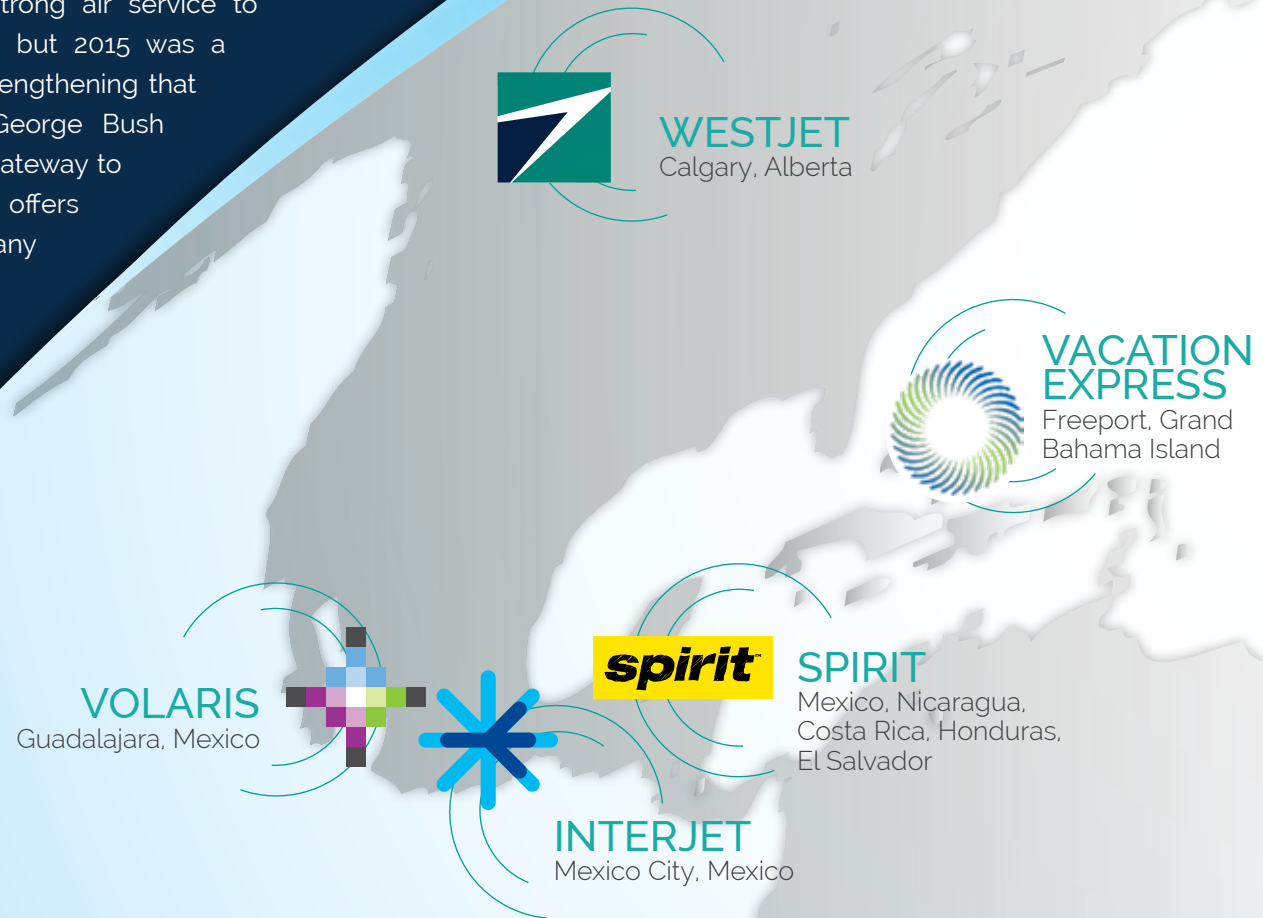 strong air service to
but 2015 was a
engthening that
George Bush
ateway to
offers
any
WESTJET
Calgary, Alberta
VACATION
EXPRESS
Freeport, Grand
Bahama Island
spirit™
SPIRIT
Mexico, Nicaragua,
Costa Rica, Honduras,
El Salvador
VOLARIS
Guadalajara, Mexico
INTERJET
Mexico City, Mexico